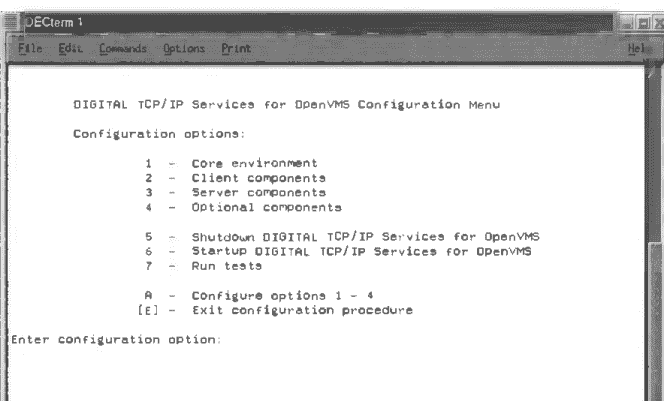 DECterm 1
File Edit Commands Options Print Help
DIGITAL TCP/IP Services for OpenVMS Configuration Menu
Configuration options:
1 - Core environment
2 - Client components
3 - Server components
4 - Optional components
5 - Shutdown DIGITAL TCP/IP Services for OpenVMS
6 - Startup DIGITAL TCP/IP Services for OpenVMS
7 - Run tests
A - Configure options 1 - 4
[E] - Exit configuration procedure
Enter configuration option: